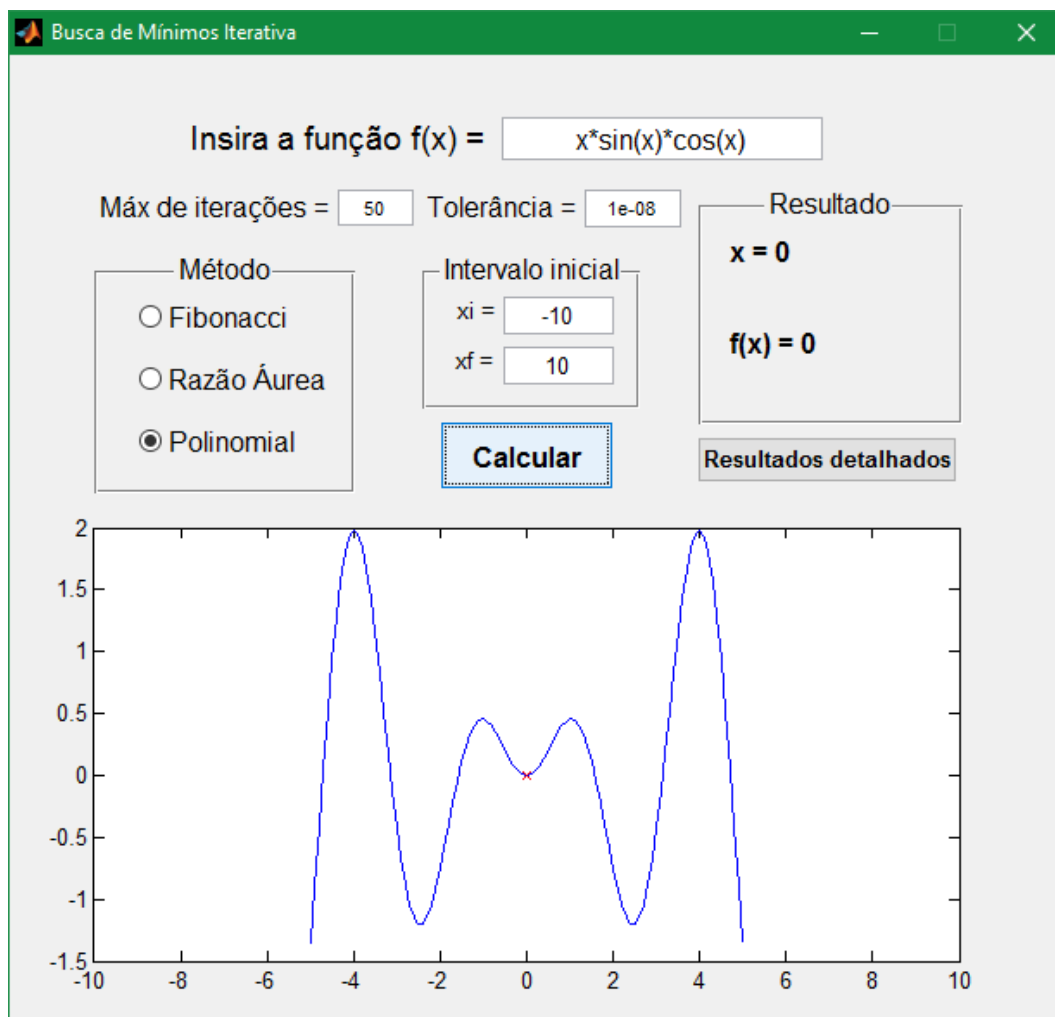 Busca de Mínimos Iterativa
Insira a função f(x) = x*sin(x)*cos(x)
Máx de iterações = 50 Tolerância = 1e-08
Resultado
x = 0
f(x) = 0
Método
Fibonacci
Razão Áurea
Polinomial
Intervalo inicial
xi = -10
xf = 10
Calcular
Resultados detalhados
2
1.5
1
0.5
0
-0.5
-1
-1.5
-10 -8 -6 -4 -2 0 2 4 6 8 10